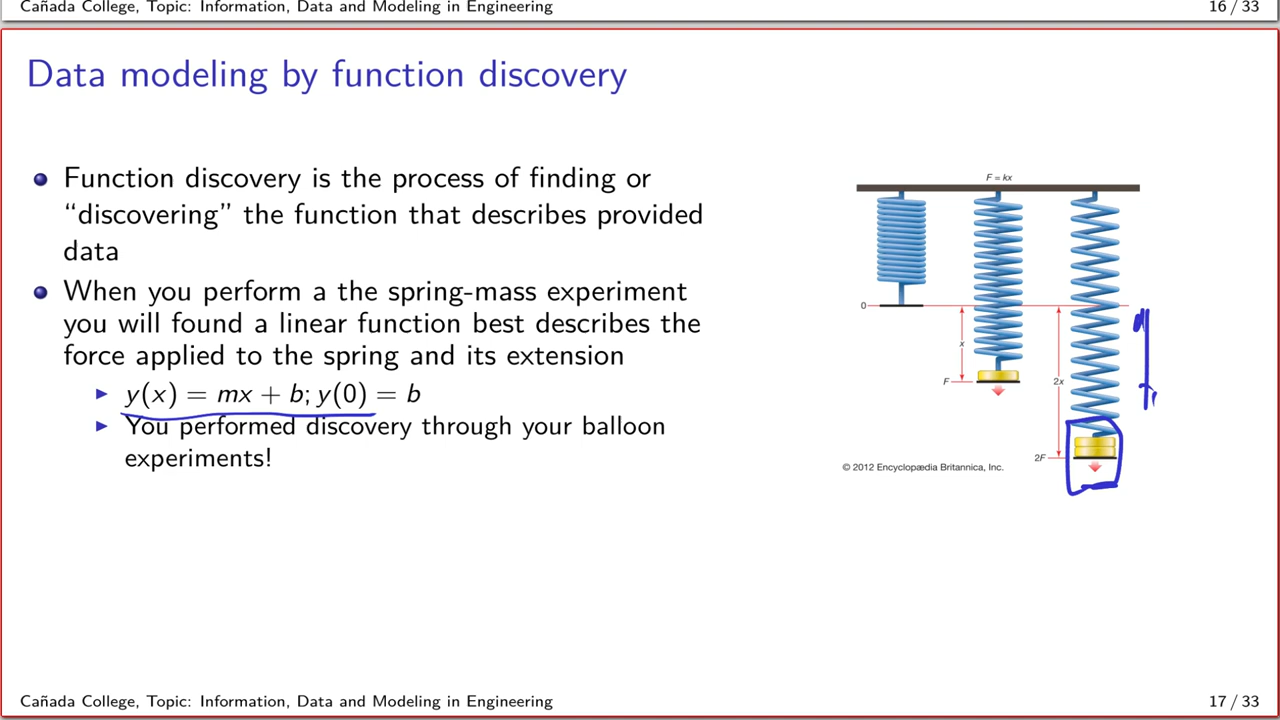 Cañada College, Topic: Information, Data and Modeling in Engineering 16 / 33
Data modeling by function discovery
Function discovery is the process of finding or
“discovering” the function that describes provided
data
When you perform a the spring-mass experiment
you will found a linear function best describes the
force applied to the spring and its extension
y(x) = mx + b; y(0) = b
You performed discovery through your balloon
experiments!
F = kx
0
x
F
2x
2F
© 2012 Encyclopædia Britannica, Inc.
Cañada College, Topic: Information, Data and Modeling in Engineering 17 / 33